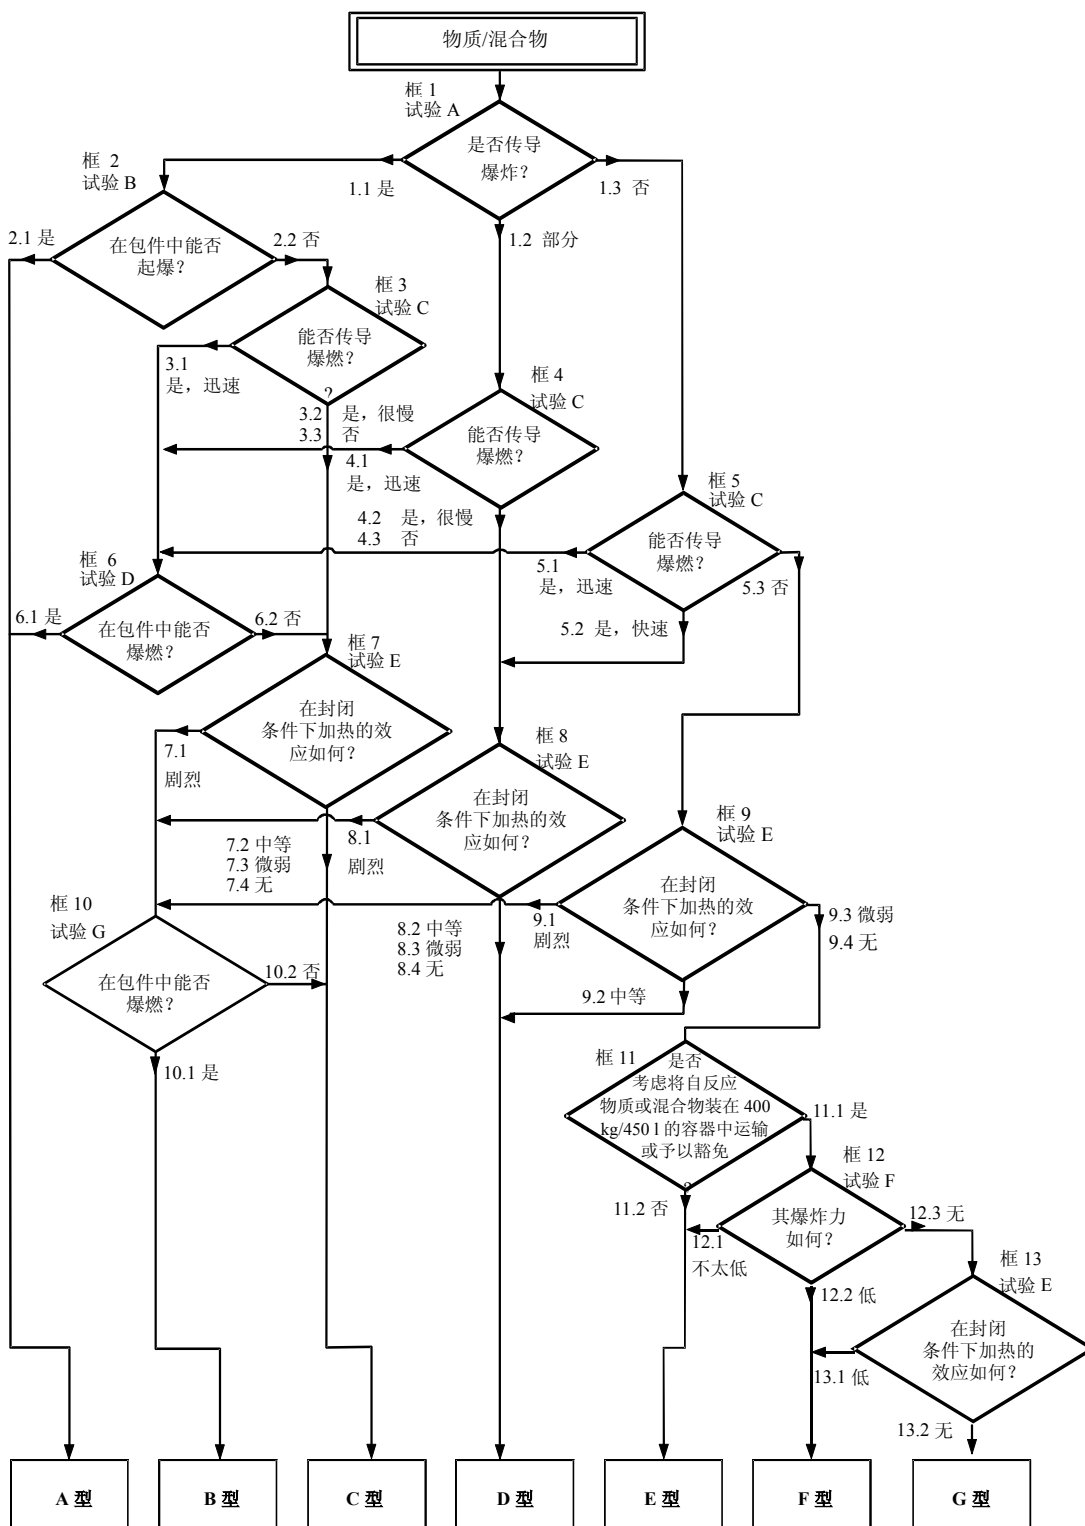 物质/混合物
框 1
试验 A
是否传导
爆炸?
1.1 是
1.3 否
1.2 部分
框 2
试验 B
在包件中能否
起爆?
2.1 是
2.2 否
框 3
试验 C
能否传导
爆燃?
?
3.1
是，迅速
3.2 是，很慢
3.3 否
框 4
试验 C
能否传导
爆燃?
4.1
是，迅速
4.2 是，很慢
4.3 否
框 5
试验 C
能否传导
爆燃?
5.1
是，迅速
5.3 否
5.2 是，快速
框 6
试验 D
在包件中能否
爆燃?
6.1 是
6.2 否
框 7
试验 E
在封闭
条件下加热的效
应如何?
7.1
剧烈
7.2 中等
7.3 微弱
7.4 无
框 8
试验 E
在封闭
条件下加热的效
应如何?
8.1
剧烈
8.2 中等
8.3 微弱
8.4 无
框 9
试验 E
在封闭
条件下加热的效
应如何?
9.1
剧烈
9.3 微弱
9.4 无
9.2 中等
框 10
试验 G
在包件中能否
爆燃?
10.2 否
10.1 是
框 11
是否
考虑将自反应
物质或混合物装在 400
kg/450 l 的容器中运输
或予以豁免
?
11.1 是
11.2 否
框 12
试验 F
其爆炸力
如何?
12.1
不太低
12.3 无
12.2 低
框 13
试验 E
在封闭
条件下加热的
效应如何?
13.1 低
13.2 无
A 型
B 型
C 型
D 型
E 型
F 型
G 型